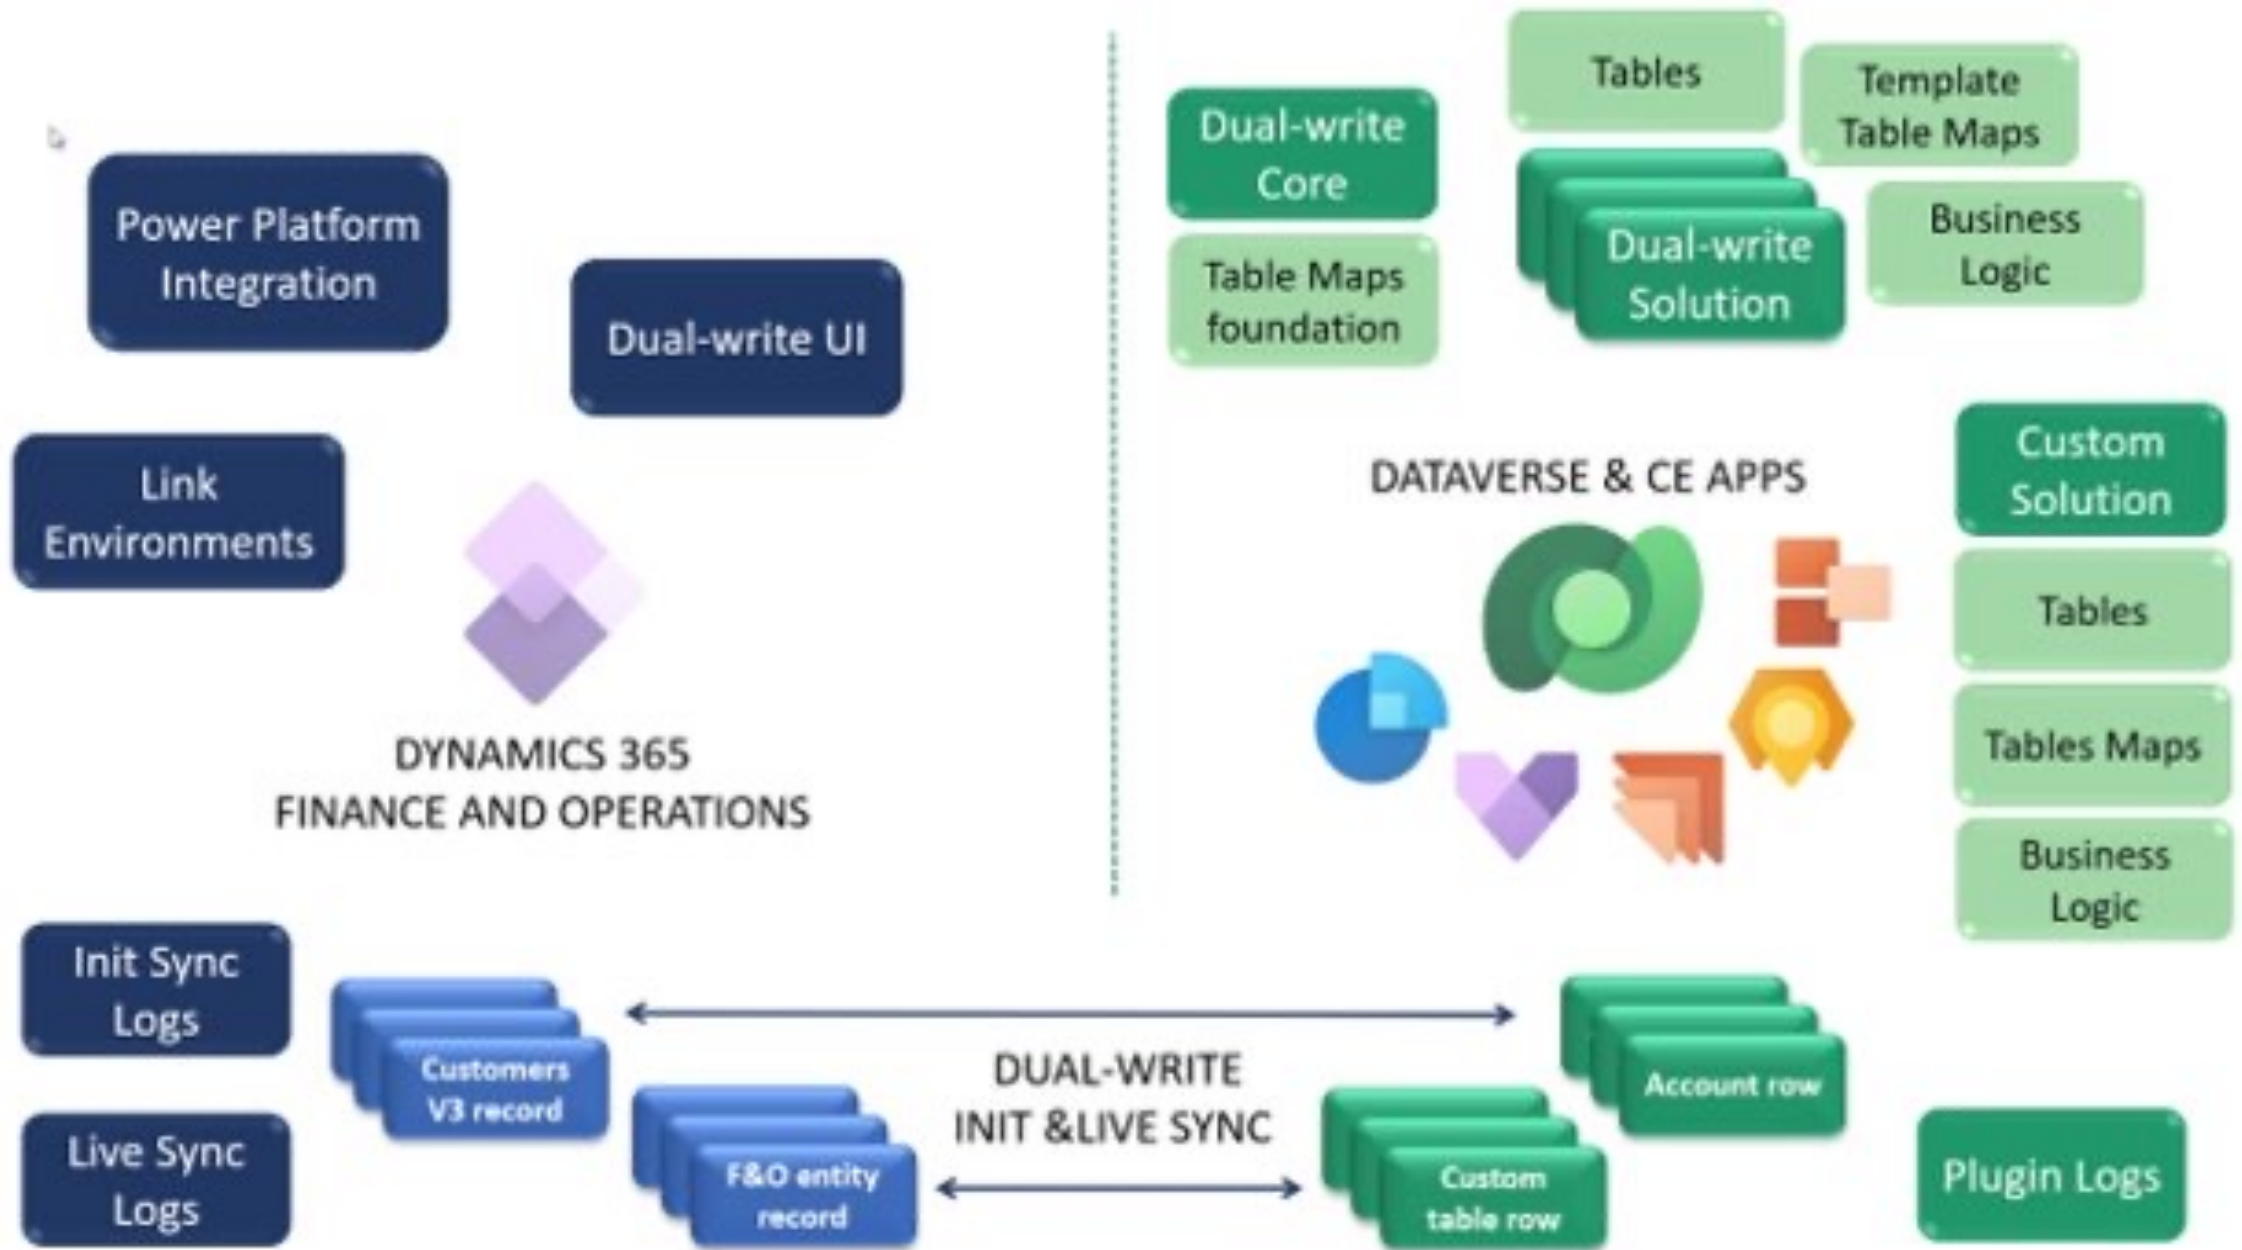 Power Platform
Integration
Dual-write UI
Link
Environments
DYNAMICS 365
FINANCE AND OPERATIONS
Dual-write
Core
Table Maps
foundation
Tables
Template
Table Maps
Dual-write
Solution
Business
Logic
DATAVERSE & CE APPS
Custom
Solution
Tables
Tables Maps
Business
Logic
Init Sync
Logs
Live Sync
Logs
Customers
V3 record
F&O entity
record
DUAL-WRITE
INIT &LIVE SYNC
Account row
Custom
table row
Plugin Logs